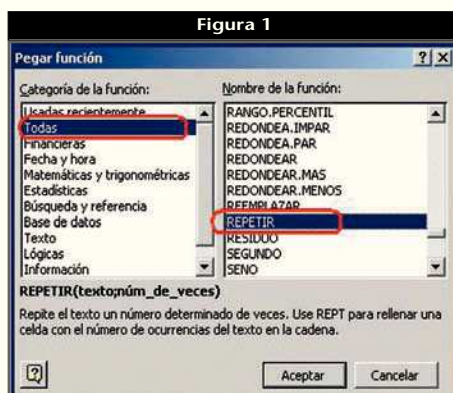 Figura 1
Pegar función
Categoría de la función:
Nombre de la función:
Usadas recientemente
Todas
Financieras
Fecha y hora
Matemáticas y trigonométricas
Estadísticas
Búsqueda y referencia
Base de datos
Texto
Lógicas
Información
RANGO.PERCENTIL
REDONDEA.IMPAR
REDONDEA.PAR
REDONDEAR
REDONDEAR.MAS
REDONDEAR.MENOS
REEMPLAZAR
REPETIR
RESIDUO
SEGUNDO
SENO
REPETIR(texto;núm_de_veces)
Repite el texto un número determinado de veces. Use REPT para rellenar una
celda con el número de ocurrencias del texto en la cadena.
Aceptar
Cancelar